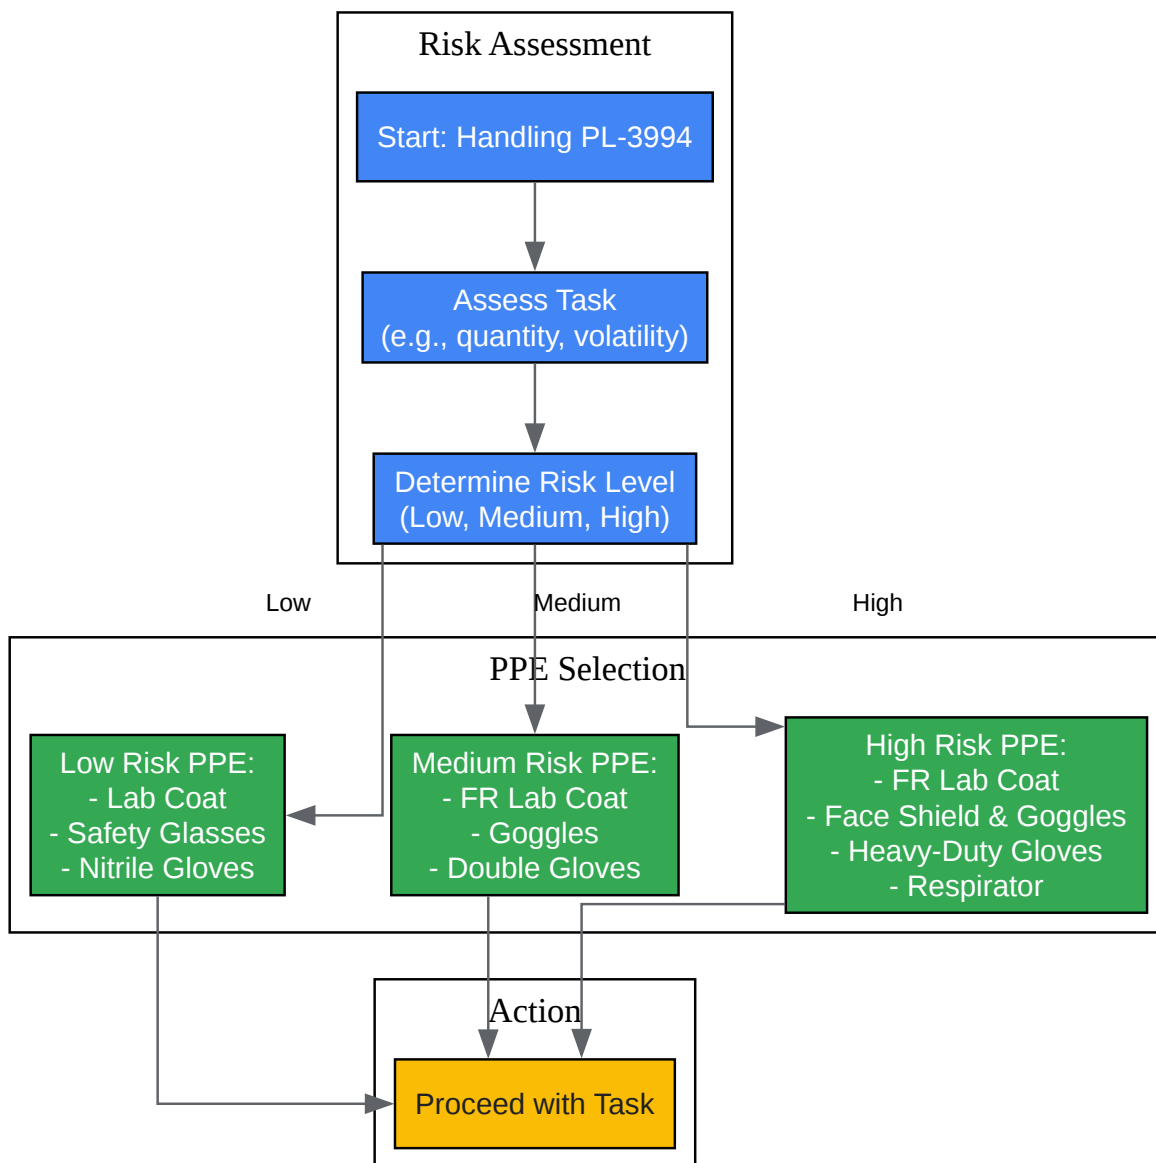 Risk Assessment
Start: Handling PL-3994
Assess Task
(e.g., quantity, volatility)
Determine Risk Level
(Low, Medium, High)
Low
Medium
High
PPE Selection
Low Risk PPE:
- Lab Coat
- Safety Glasses
- Nitrile Gloves
Medium Risk PPE:
- FR Lab Coat
- Goggles
- Double Gloves
High Risk PPE:
- FR Lab Coat
- Face Shield & Goggles
- Heavy-Duty Gloves
- Respirator
Action
Proceed with Task